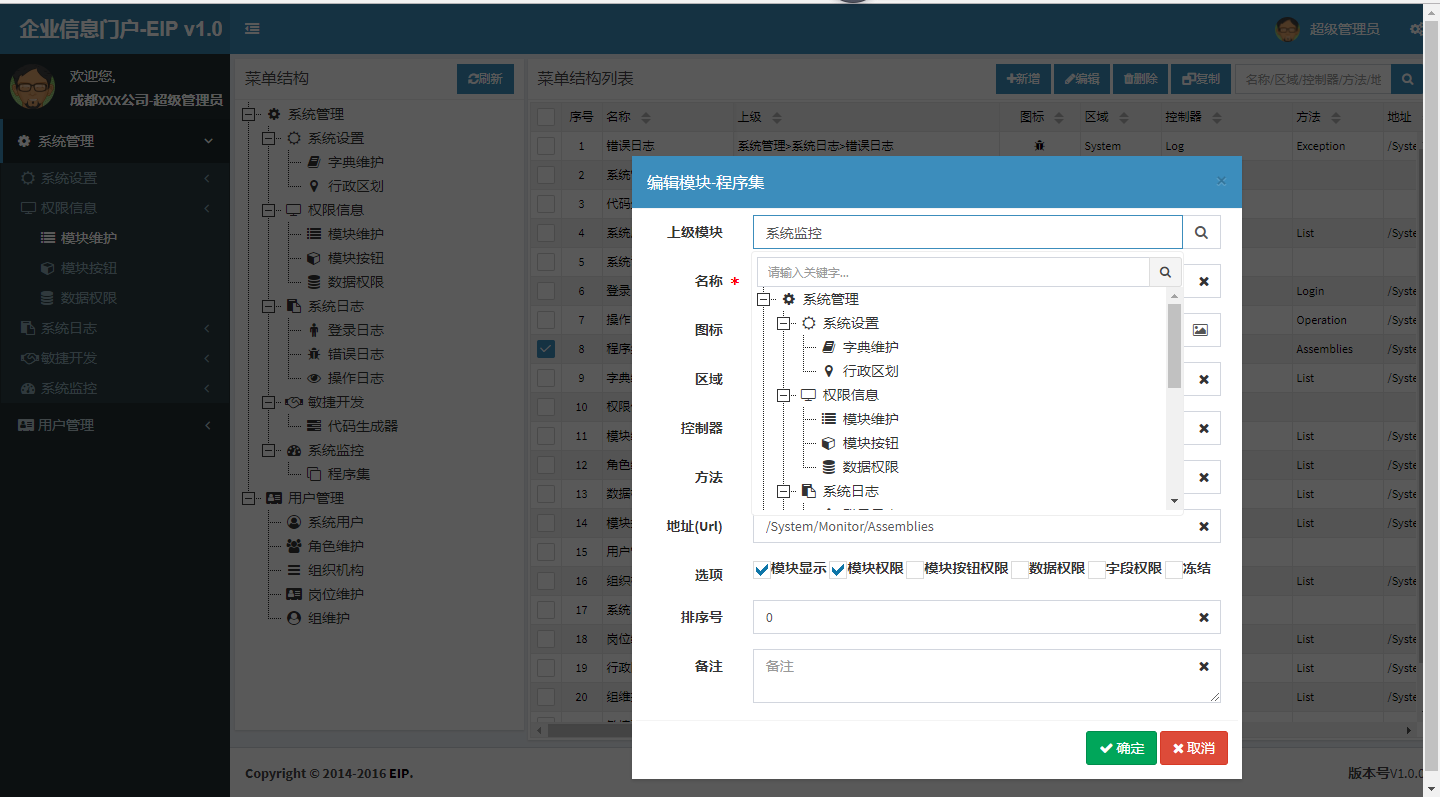 企业信息门户-EIP v1.0
超级管理员
欢迎您,
成都XXX公司-超级管理员
系统管理
系统设置
权限信息
模块维护
模块按钮
数据权限
系统日志
敏捷开发
系统监控
用户管理
菜单结构
刷新
系统管理
系统设置
字典维护
行政区划
权限信息
模块维护
模块按钮
数据权限
系统日志
登录日志
错误日志
操作日志
敏捷开发
代码生成器
系统监控
程序集
用户管理
系统用户
角色维护
组织机构
岗位维护
组维护
菜单结构列表
新增 编辑 删除 复制 名称/区域/控制器/方法/地
序号 名称 上级 图标 区域 控制器 方法 地址
1 错误日志 系统管理>系统日志>错误日志 System Log Exception /Syste
2 系统
3 代码
4 系统 List /Syste
5 系统
6 登录 Login /Syste
7 操作 Operation /Syste
8 程序 Assemblies /Syste
9 字典 List /Syste
10 权限
11 模块 List /Syste
12 角色 List /Syste
13 数据 List /Syste
14 模块 List /Syste
15 用户
16 组织 List /Syste
17 系统
18 岗位 List /Syste
19 行政 List /Syste
20 组维 List /Syste
编辑模块-程序集
×
上级模块 系统监控
请输入关键字...
名称 *
图标
区域
控制器
方法
系统管理
系统设置
字典维护
行政区划
权限信息
模块维护
模块按钮
数据权限
系统日志
地址(Url) /System/Monitor/Assemblies
选项 模块显示 模块权限 模块按钮权限 数据权限 字段权限 冻结
排序号 0
备注 备注
确定 取消
Copyright © 2014-2016 EIP.
版本号V1.0.0